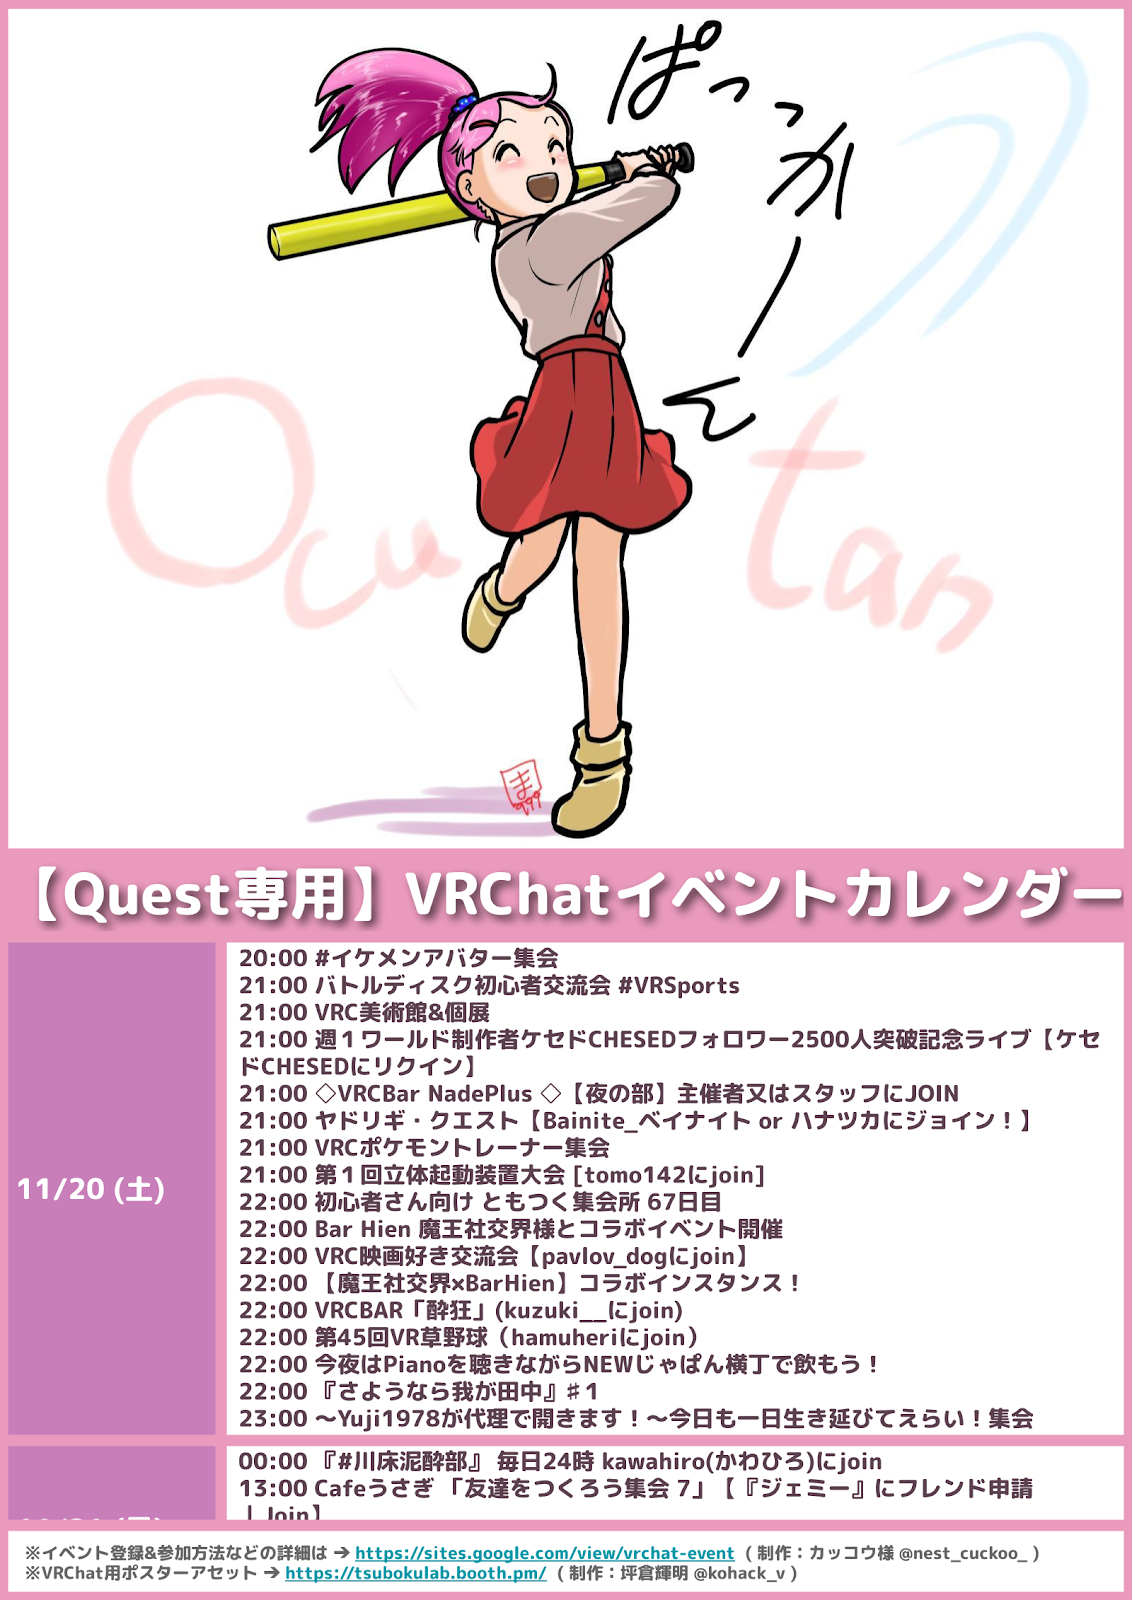 ぱっっかーん
Ocu tan
ま
999
【Quest専用】VRChatイベントカレンダー
11/20 (土)
20:00 #イケメンアバター集会
21:00 バトルディスク初心者交流会 #VRSports
21:00 VRC美術館&個展
21:00 週１ワールド制作者ケセドCHESEDフォロワー2500人突破記念ライブ【ケセ
ドCHESEDにリクイン】
21:00 ◇VRCBar NadePlus ◇【夜の部】主催者又はスタッフにJOIN
21:00 ヤドリギ・クエスト【Bainite_ベイナイト or ハナツカにジョイン！】
21:00 VRCポケモントレーナー集会
21:00 第１回立体起動装置大会 [tomo142にjoin]
22:00 初心者さん向け ともつく集会所 67日目
22:00 Bar Hien 魔王社交界様とコラボイベント開催
22:00 VRC映画好き交流会【pavlov_dogにjoin】
22:00 【魔王社交界×BarHien】コラボインスタンス！
22:00 VRCBAR「酔狂」(kuzuki__にjoin)
22:00 第45回VR草野球（hamuheriにjoin）
22:00 今夜はPianoを聴きながらNEWじゃぱん横丁で飲もう！
22:00 『さようなら我が田中』♯１
23:00 〜Yuji1978が代理で開きます！〜今日も一日生き延びてえらい！集会
00:00 『#川床泥酔部』 毎日24時 kawahiro(かわひろ)にjoin
13:00 Cafeうさぎ 「友達をつくろう集会 7」【『ジェミー』にフレンド申請
｜Join】
※イベント登録&参加方法などの詳細は ➔ https://sites.google.com/view/vrchat-event （ 制作：カッコウ様 @nest_cuckoo_ ）
※VRChat用ポスターアセット ➔ https://tsubokulab.booth.pm/ （ 制作：坪倉輝明 @kohack_v ）